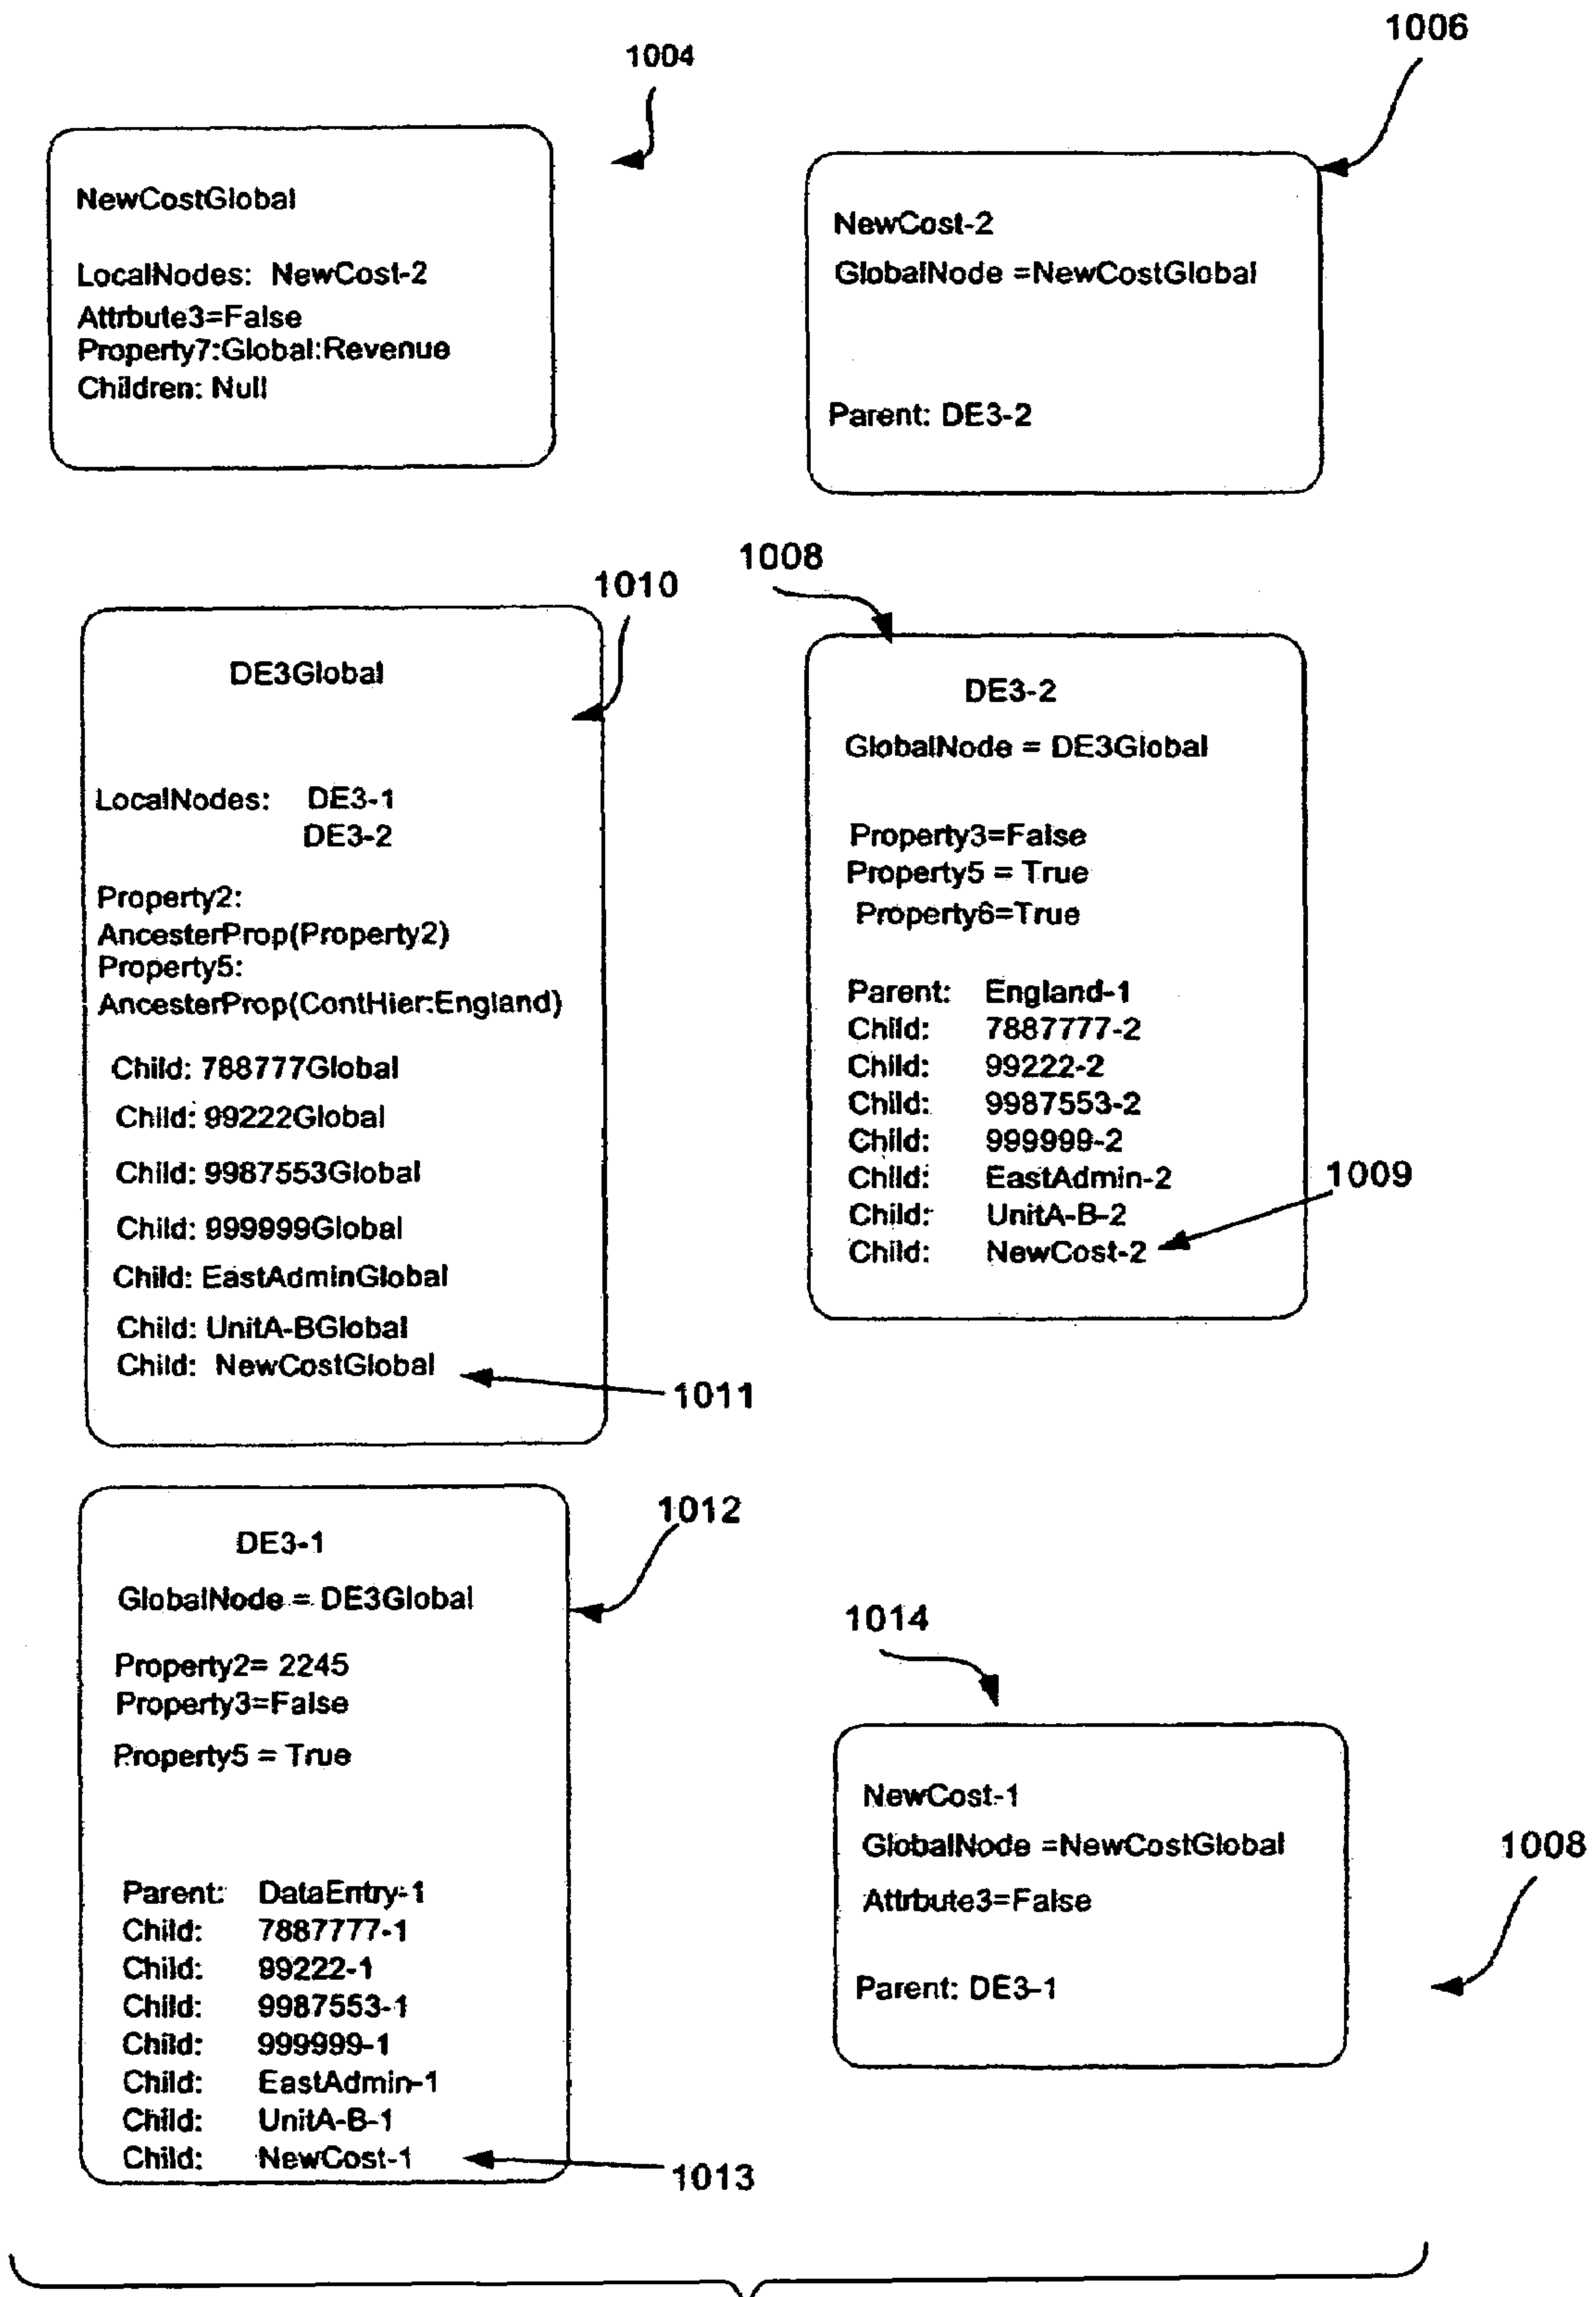 1004
1006
NewCostGlobal
LocalNodes: NewCost-2
Attrbute3=False
Property7:Global:Revenue
Children: Null
NewCost-2
GlobalNode =NewCostGlobal
Parent: DE3-2
1010
1008
DE3Global
LocalNodes: DE3-1
DE3-2
Property2:
AncesterProp(Property2)
Property5:
AncesterProp(ContHier:England)
Child: 788777Global
Child: 99222Global
Child: 9987553Global
Child: 999999Global
Child: EastAdminGlobal
Child: UnitA-BGlobal
Child: NewCostGlobal
1011
DE3-2
GlobalNode = DE3Global
Property3=False
Property5 = True
Property6=True
Parent: England-1
Child: 7887777-2
Child: 99222-2
Child: 9987553-2
Child: 999999-2
Child: EastAdmin-2
Child: UnitA-B-2
Child: NewCost-2
1009
1012
DE3-1
GlobalNode = DE3Global
Property2= 2245
Property3=False
Property5 = True
Parent: DataEntry-1
Child: 7887777-1
Child: 99222-1
Child: 9987553-1
Child: 999999-1
Child: EastAdmin-1
Child: UnitA-B-1
Child: NewCost-1
1013
1014
NewCost-1
GlobalNode =NewCostGlobal
Attrbute3=False
Parent: DE3-1
1008